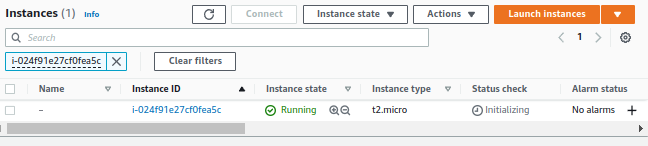 Instances (1) Info Connect Instance state Actions Launch instances
Search 1
i-024f91e27cf0fea5c Clear filters
Name Instance ID Instance state Instance type Status check Alarm status
– i-024f91e27cf0fea5c Running t2.micro Initializing No alarms +